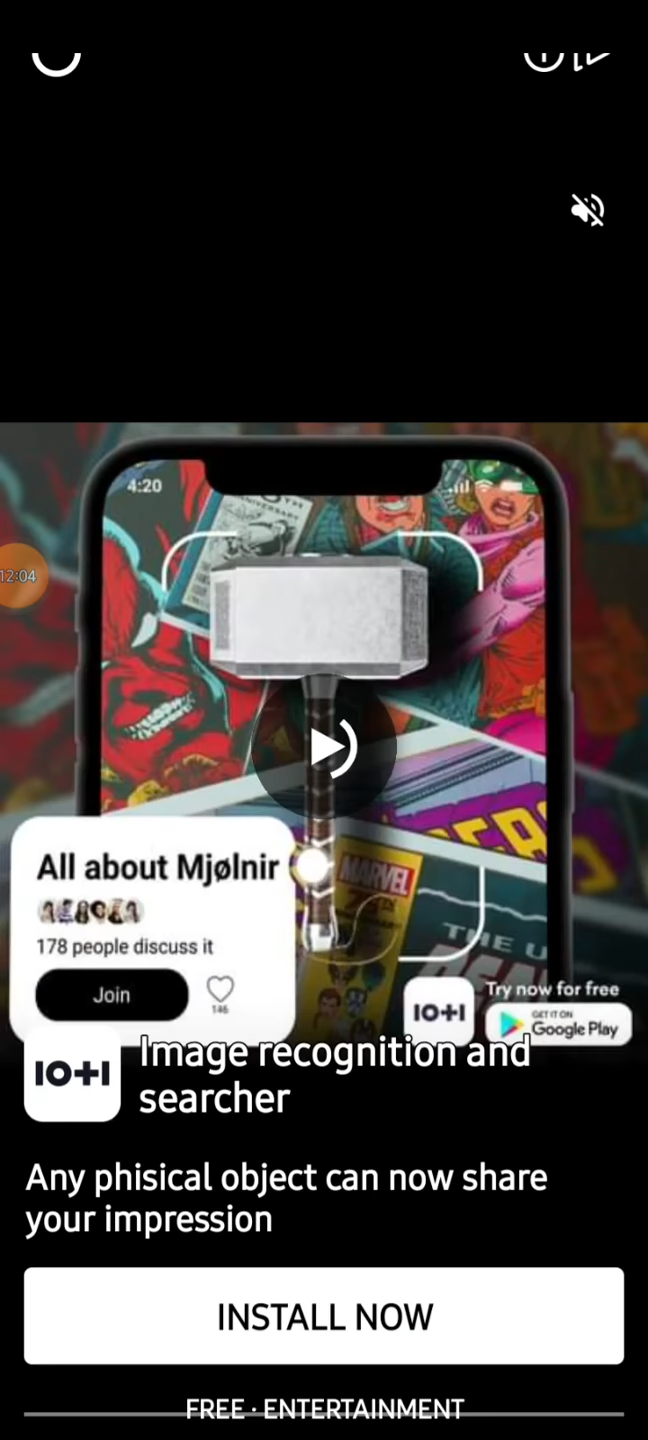 4:20
12:04
MARVEL
THE U
All about Mjølnir
178 people discuss it
Join
146
IO+I
Try now for free
GET IT ON
Google Play
IO+I
Image recognition and
searcher
Any phisical object can now share
your impression
INSTALL NOW
FREE · ENTERTAINMENT